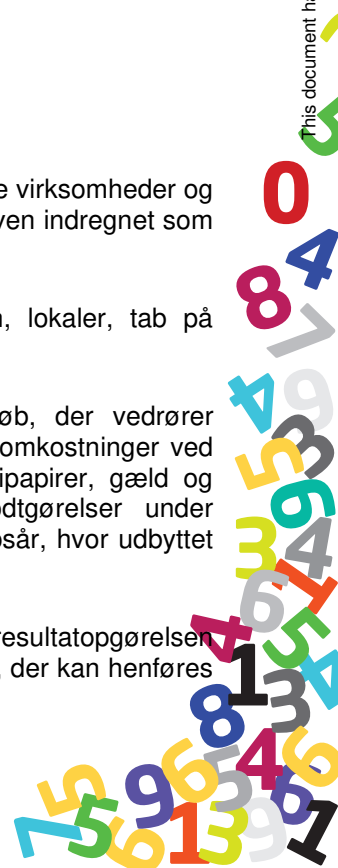 This document ha
e virksomheder og
ven indregnet som
, lokaler, tab på
øb, der vedrører
omkostninger ved
ipapirer, gæld og
dtgørelser under
sår, hvor udbyttet
resultatopgørelsen
, der kan henføres